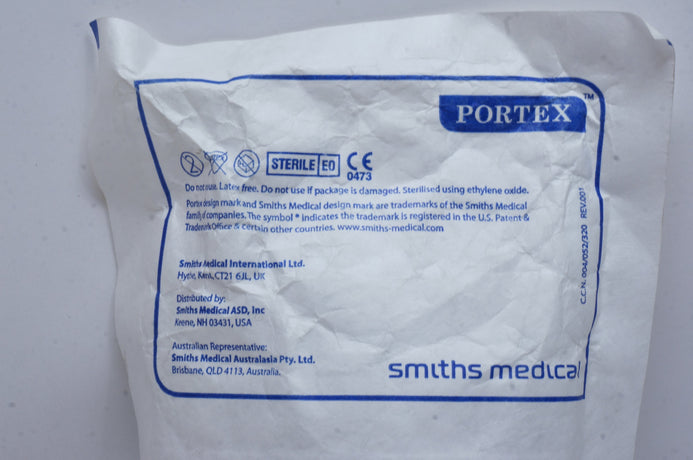 PORTEX™
2 STERILE EO CE
0473
Do not reuse. Latex free. Do not use if package is damaged. Sterilised using ethylene oxide.
Portex design mark and Smiths Medical design mark are trademarks of the Smiths Medical
family of companies. The symbol * indicates the trademark is registered in the U.S. Patent &
Trademark Office & certain other countries. www.smiths-medical.com
Smiths Medical International Ltd.
Hythe, Kent, CT21 6JL, UK
Distributed by:
Smiths Medical ASD, Inc
Keene, NH 03431, USA
Australian Representative:
Smiths Medical Australasia Pty. Ltd.
Brisbane, QLD 4113, Australia.
smiths medical
C.C.N. 004/052/320 REV.001